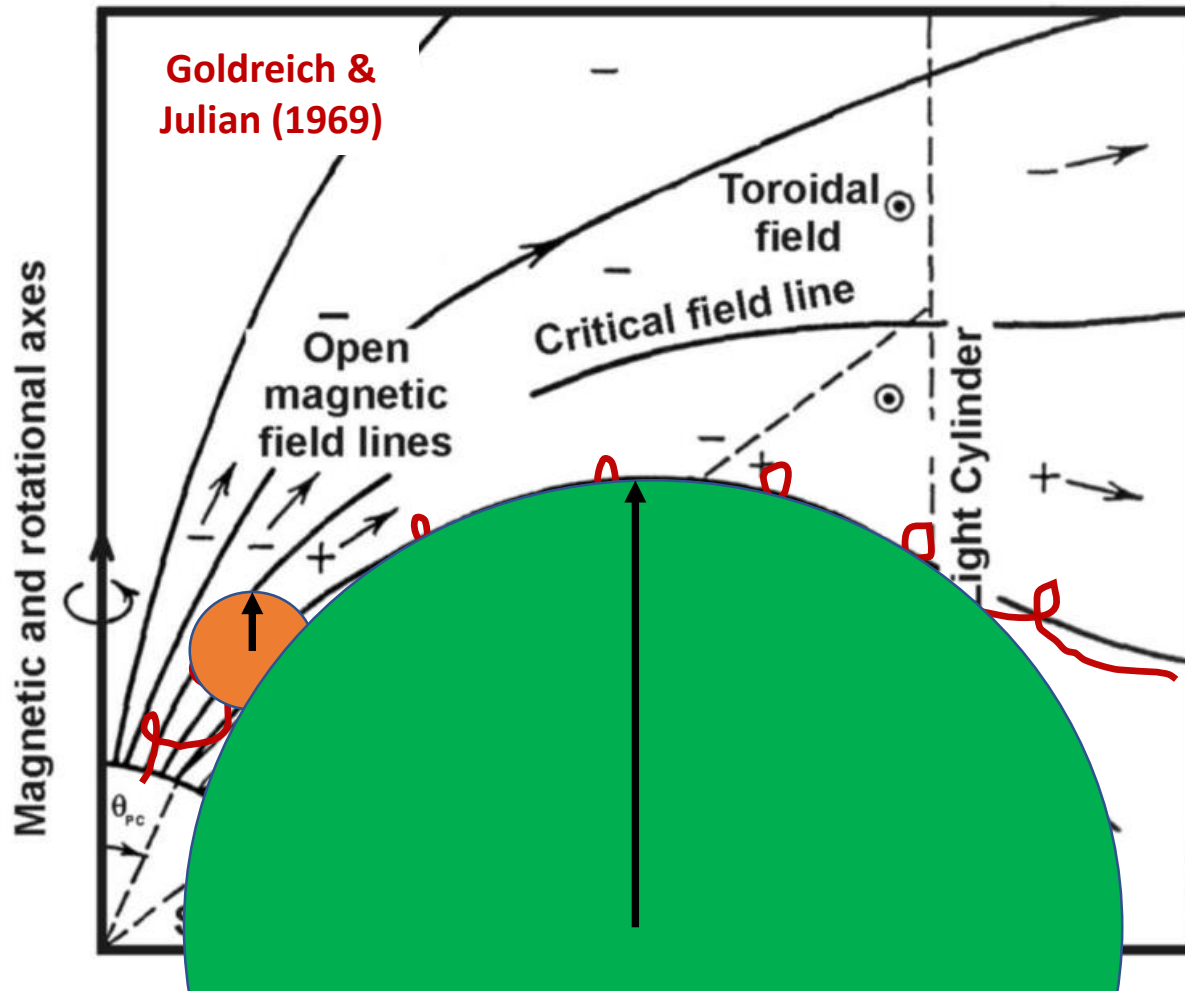 Goldreich &
Julian (1969)
Toroidal
field
Critical field line
Open
magnetic
field lines
Light Cylinder
Magnetic and rotational axes
θPC
S